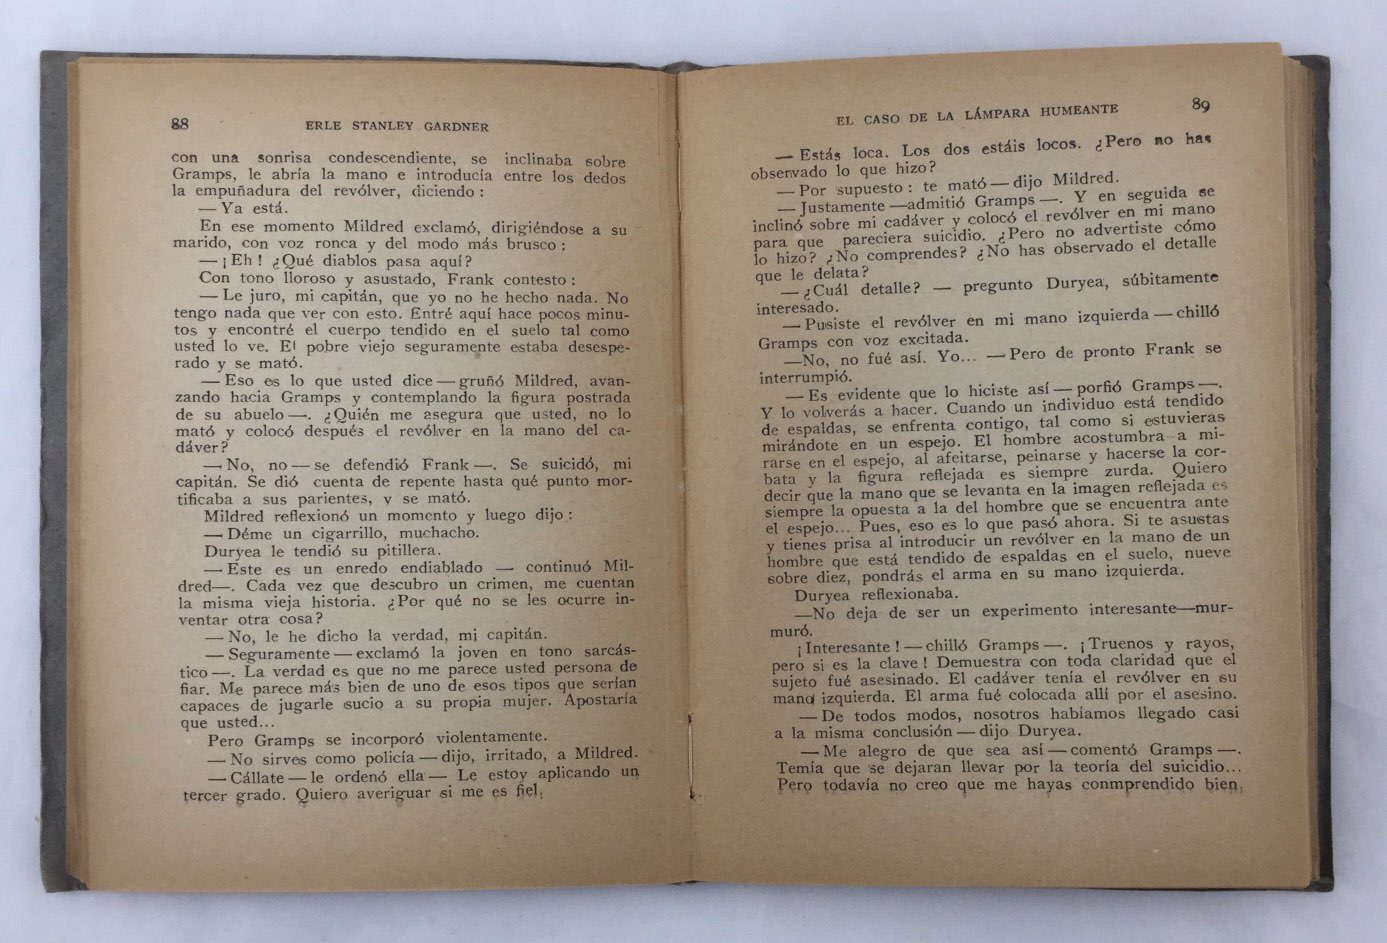 88
ERLE STANLEY GARDNER
con una sonrisa condescendiente, se inclinaba sobre
Gramps, le abría la mano e introducía entre los dedos
la empuñadura del revólver, diciendo :
— Ya está.
En ese momento Mildred exclamó, dirigiéndose a su
marido, con voz ronca y del modo más brusco :
— ¡ Eh ! ¿Qué diablos pasa aquí?
Con tono lloroso y asustado, Frank contesto :
— Le juro, mi capitán, que yo no he hecho nada. No
tengo nada que ver con esto. Entré aquí hace pocos minu-
tos y encontré el cuerpo tendido en el suelo tal como
usted lo ve. El pobre viejo seguramente estaba desespe-
rado y se mató.
— Eso es lo que usted dice — gruñó Mildred, avan-
zando hacia Gramps y contemplando la figura postrada
de su abuelo —. ¿Quién me asegura que usted, no lo
mató y colocó después el revólver en la mano del ca-
dáver?
— No, no — se defendió Frank —. Se suicidó, mi
capitán. Se dió cuenta de repente hasta qué punto mor-
tificaba a sus parientes, y se mató.
Mildred reflexionó un momento y luego dijo :
— Déme un cigarrillo, muchacho.
Duryea le tendió su pitillera.
— Este es un enredo endiablado — continuó Mil-
dred—. Cada vez que descubro un crimen, me cuentan
la misma vieja historia. ¿Por qué no se les ocurre in-
ventar otra cosa?
— No, le he dicho la verdad, mi capitán.
— Seguramente — exclamó la joven en tono sarcás-
tico —. La verdad es que no me parece usted persona de
fiar. Me parece más bien de uno de esos tipos que serían
capaces de jugarle sucio a su propia mujer. Apostaría
que usted...
Pero Gramps se incorporó violentamente.
— No sirves como policía — dijo, irritado, a Mildred.
— Cállate — le ordenó ella — Le estoy aplicando un
tercer grado. Quiero averiguar si me es fiel.
EL CASO DE LA LÁMPARA HUMEANTE
89
— Estás loca. Los dos estáis locos. ¿Pero no has
observado lo que hizo?
— Por supuesto : te mató — dijo Mildred.
— Justamente —admitió Gramps —. Y en seguida se
inclinó sobre mi cadáver y colocó el revólver en mi mano
para que pareciera suicidio. ¿Pero no advertiste cómo
lo hizo? ¿No comprendes? ¿No has observado el detalle
que le delata?
— ¿Cuál detalle? — pregunto Duryea, súbitamente
interesado.
— Pusiste el revólver en mi mano izquierda — chilló
Gramps con voz excitada.
—No, no fué así. Yo... — Pero de pronto Frank se
interrumpió.
— Es evidente que lo hiciste así — porfió Gramps —.
Y lo volverás a hacer. Cuando un individuo está tendido
de espaldas, se enfrenta contigo, tal como si estuvieras
mirándote en un espejo. El hombre acostumbra a mi-
rarse en el espejo, al afeitarse, peinarse y hacerse la cor-
bata y la figura reflejada es siempre zurda. Quiero
decir que la mano que se levanta en la imagen reflejada es
siempre la opuesta a la del hombre que se encuentra ante
el espejo... Pues, eso es lo que pasó ahora. Si te asustas
y tienes prisa al introducir un revólver en la mano de un
hombre que está tendido de espaldas en el suelo, nueve
sobre diez, pondrás el arma en su mano izquierda.
Duryea reflexionaba.
—No deja de ser un experimento interesante—mur-
muró.
¡ Interesante ! — chilló Gramps —. ¡ Truenos y rayos,
pero si es la clave ! Demuestra con toda claridad que el
sujeto fué asesinado. El cadáver tenía el revólver en su
mano izquierda. El arma fué colocada allí por el asesino.
— De todos modos, nosotros habíamos llegado casi
a la misma conclusión — dijo Duryea.
— Me alegro de que sea así — comentó Gramps —.
Temía que se dejaran llevar por la teoría del suicidio...
Pero todavía no creo que me hayas conmprendido bien.